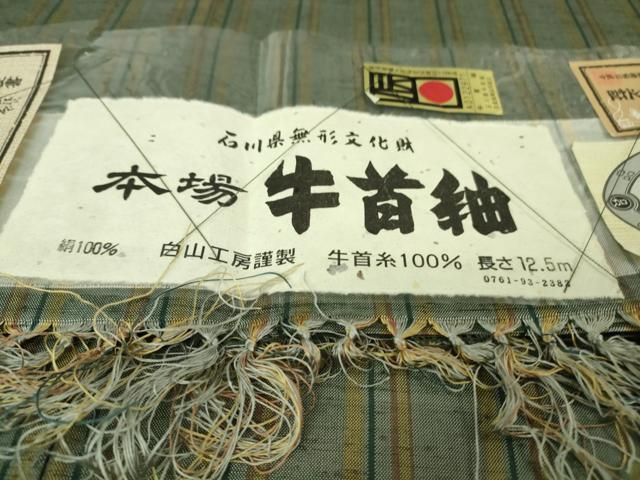 石川県無形文化財
本場 牛首紬
絹100% 白山工房謹製 牛首糸100% 長さ12.5m
0761-93-2382